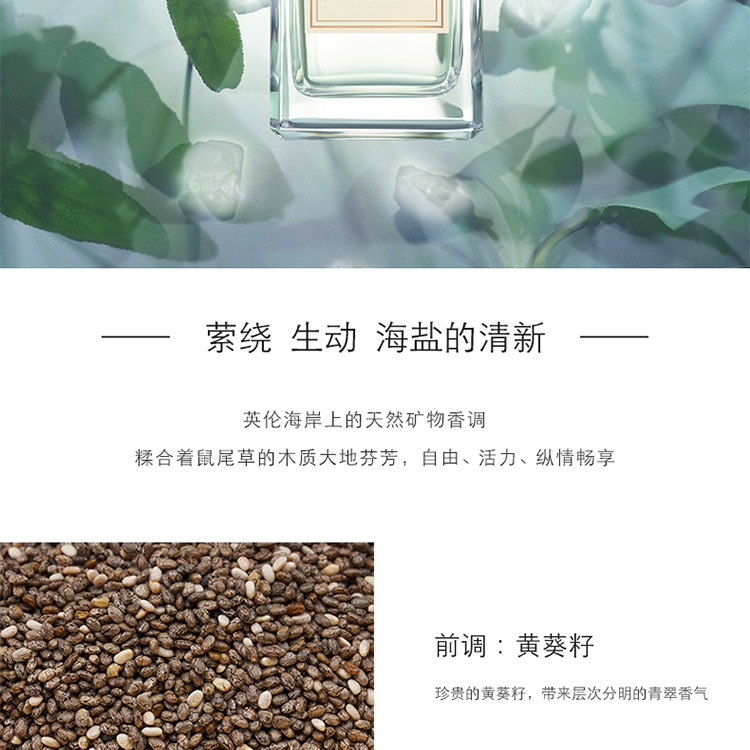 萦绕 生动 海盐的清新
英伦海岸上的天然矿物香调
糅合着鼠尾草的木质大地芬芳，自由、活力、纵情畅享
前调：黄葵籽
珍贵的黄葵籽，带来层次分明的青翠香气